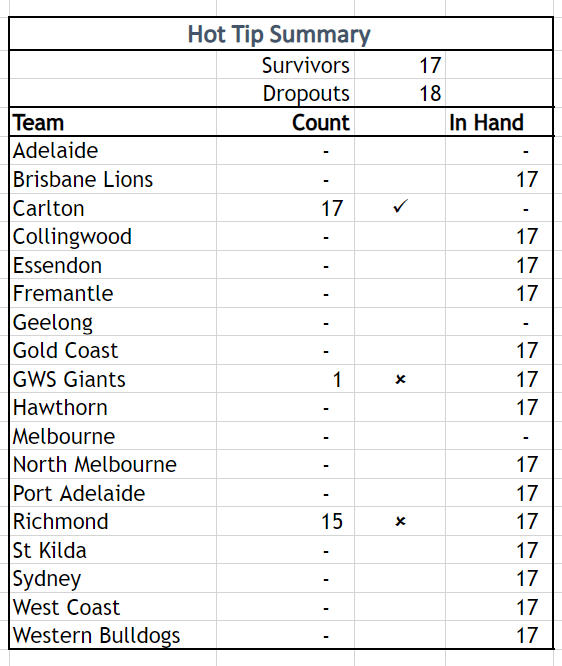 Hot Tip Summary
Survivors 17
Dropouts 18
Team Count In Hand
Adelaide - -
Brisbane Lions - 17
Carlton 17 ✓ -
Collingwood - 17
Essendon - 17
Fremantle - 17
Geelong - -
Gold Coast - 17
GWS Giants 1 × 17
Hawthorn - 17
Melbourne - -
North Melbourne - 17
Port Adelaide - 17
Richmond 15 × 17
St Kilda - 17
Sydney - 17
West Coast - 17
Western Bulldogs - 17